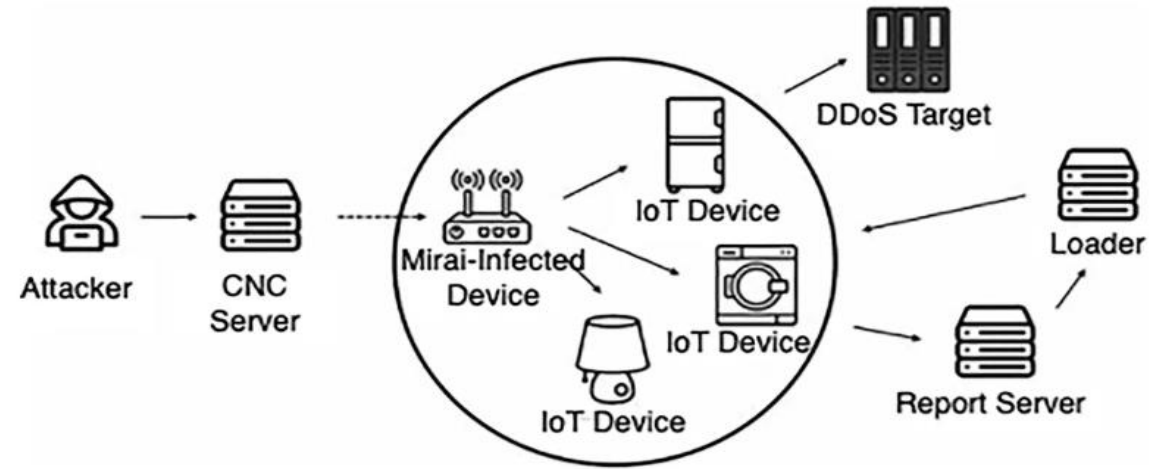 Attacker
CNC
Server
Mirai-Infected
Device
IoT Device
IoT Device
IoT Device
DDoS Target
Loader
Report Server